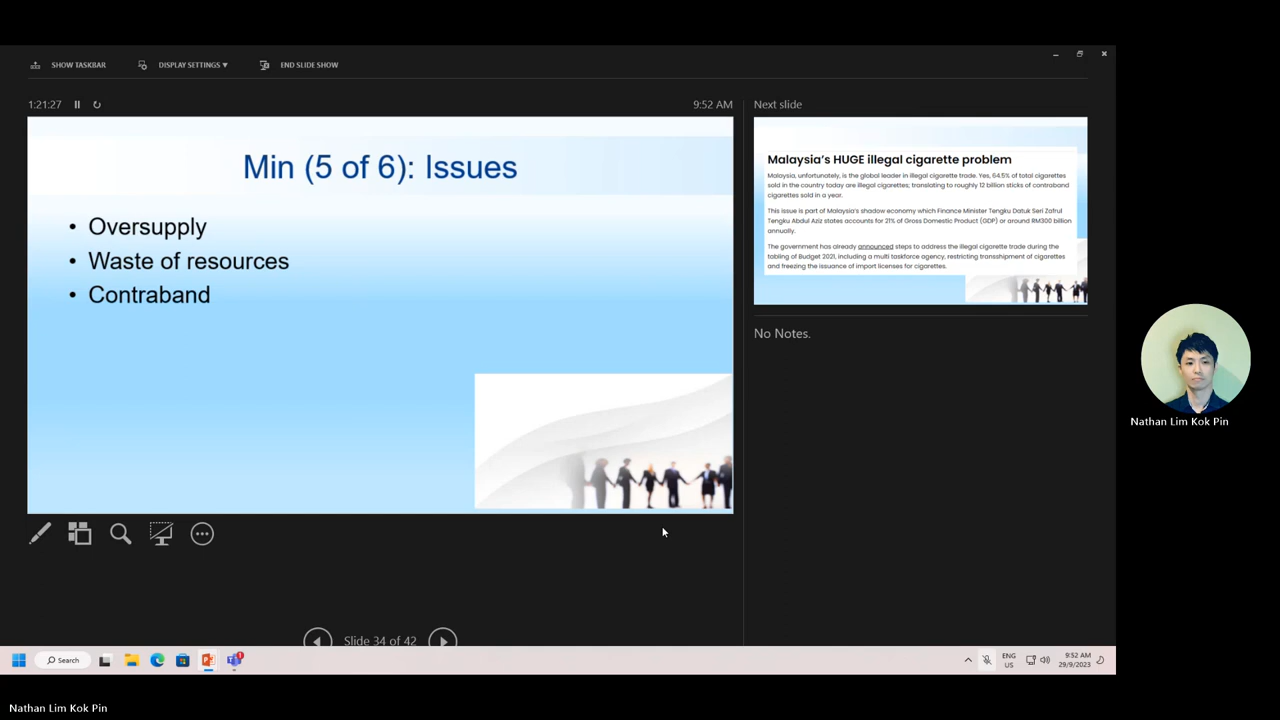 SHOW TASKBAR
DISPLAY SETTINGS ▼
END SLIDE SHOW
1:21:27
9:52 AM
Min (5 of 6): Issues
• Oversupply
• Waste of resources
• Contraband
Slide 34 of 42
Next slide
Malaysia's HUGE illegal cigarette problem
Malaysia, unfortunately, is the global leader in illegal cigarette trade. Yes, 64.5% of total cigarettes
sold in the country today are illegal cigarettes; translating to roughly 12 billion sticks of contraband
cigarettes sold in a year.
This issue is part of Malaysia's shadow economy which Finance Minister Tengku Datuk Seri Zafrul
Tengku Abdul Aziz states accounts for 21% of Gross Domestic Product (GDP) or around RM300 billion
annually.
The government has already announced steps to address the illegal cigarette trade during the
tabling of Budget 2021, including a multi taskforce agency, restricting transshipment of cigarettes
and freezing the issuance of import licenses for cigarettes.
No Notes.
Nathan Lim Kok Pin
Search
1
ENG
US
9:52 AM
29/9/2023
Nathan Lim Kok Pin